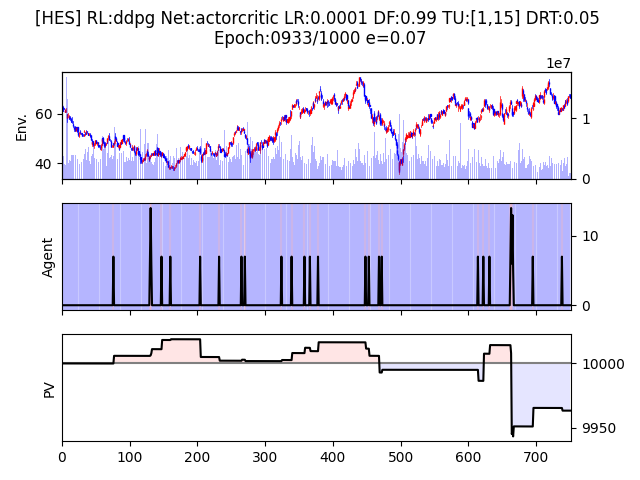 [HES] RL:ddpg Net:actorcritic LR:0.0001 DF:0.99 TU:[1,15] DRT:0.05
Epoch:0933/1000 e=0.07
1e7
Env.
60
40
1
0
Agent
10
0
PV
10000
9950
0 100 200 300 400 500 600 700